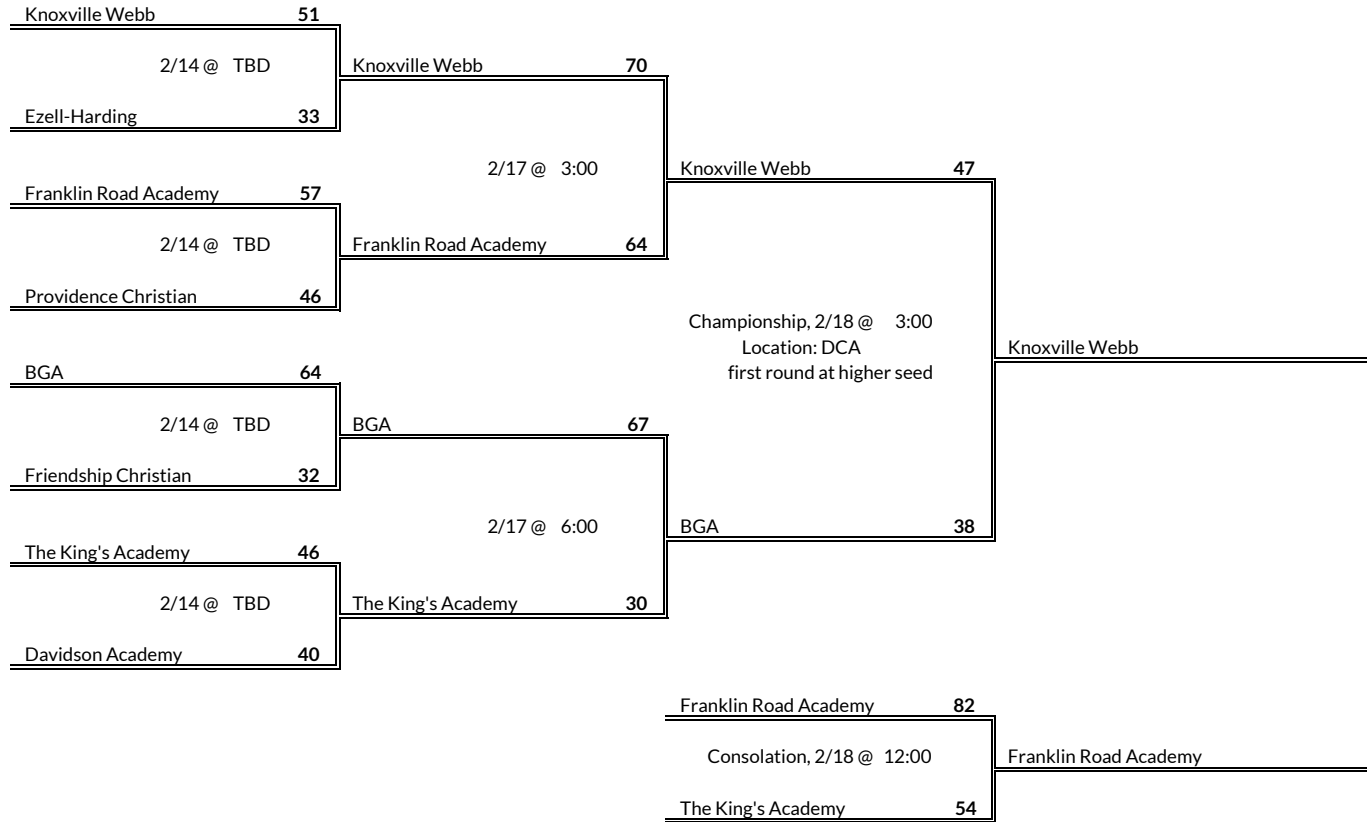 Knoxville Webb 51
2/14 @ TBD
Ezell-Harding 33
Franklin Road Academy 57
2/14 @ TBD
Providence Christian 46
BGA 64
2/14 @ TBD
Friendship Christian 32
The King's Academy 46
2/14 @ TBD
Davidson Academy 40
Knoxville Webb 70
2/17 @ 3:00
Franklin Road Academy 64
BGA 67
2/17 @ 6:00
The King's Academy 30
Knoxville Webb 47
Championship, 2/18 @ 3:00
Location: DCA
first round at higher seed
BGA 38
Knoxville Webb
Franklin Road Academy 82
Consolation, 2/18 @ 12:00
The King's Academy 54
Franklin Road Academy